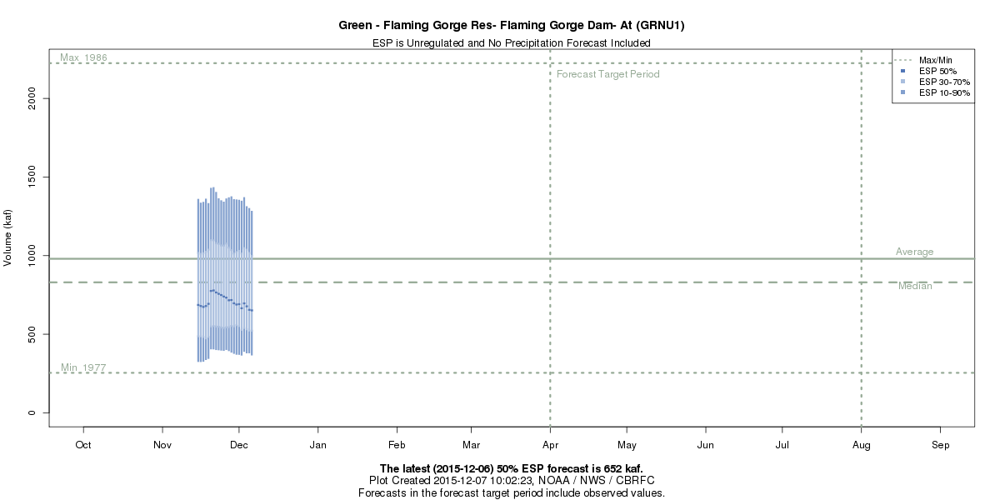 Green - Flaming Gorge Res- Flaming Gorge Dam- At (GRNU1)
ESP is Unregulated and No Precipitation Forecast Included
Max 1986
Forecast Target Period
Max/Min
ESP 50%
ESP 30-70%
ESP 10-90%
Volume (kaf)
2000
1500
1000
500
0
Average
Median
Min 1977
Oct Nov Dec Jan Feb Mar Apr May Jun Jul Aug Sep
The latest (2015-12-06) 50% ESP forecast is 652 kaf.
Plot Created 2015-12-07 10:02:23, NOAA / NWS / CBRFC
Forecasts in the forecast target period include observed values.